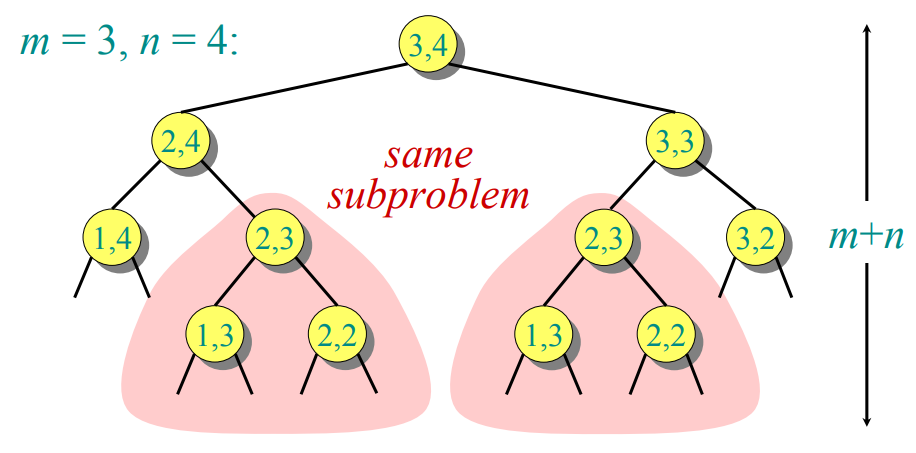 m = 3, n = 4:
3,4
2,4
3,3
same
subproblem
1,4
2,3
2,3
3,2
m+n
1,3
2,2
1,3
2,2